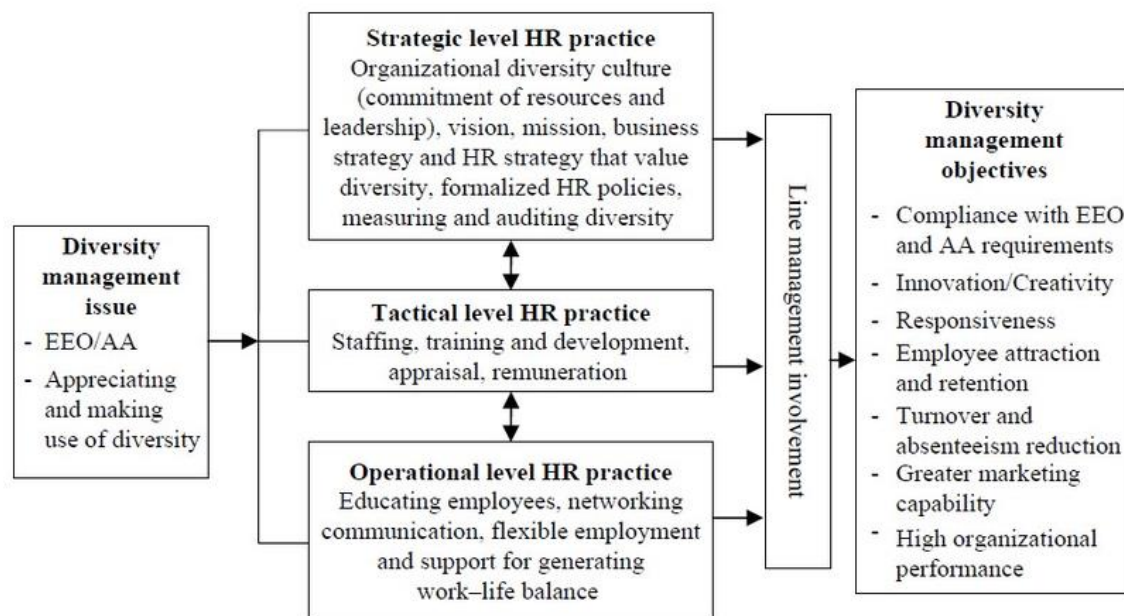 Diversity
management
issue
- EEO/AA
- Appreciating
and making
use of diversity
Strategic level HR practice
Organizational diversity culture
(commitment of resources and
leadership), vision, mission, business
strategy and HR strategy that value
diversity, formalized HR policies,
measuring and auditing diversity
Tactical level HR practice
Staffing, training and development,
appraisal, remuneration
Operational level HR practice
Educating employees, networking
communication, flexible employment
and support for generating
work–life balance
Line management involvement
Diversity
management
objectives
- Compliance with EEO
and AA requirements
- Innovation/Creativity
- Responsiveness
- Employee attraction
and retention
- Turnover and
absenteeism reduction
- Greater marketing
capability
- High organizational
performance